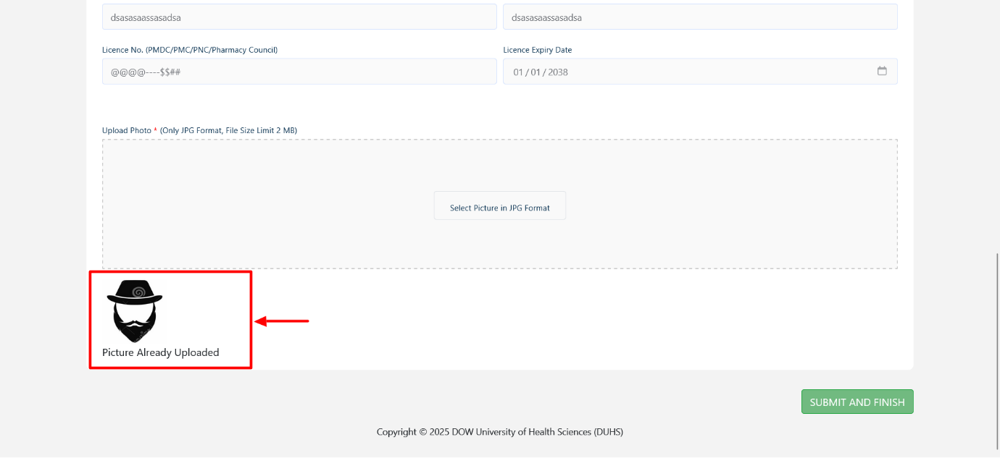 dsasasaassasadsa dsasasaassasadsa
Licence No. (PMDC/PMC/PNC/Pharmacy Council) Licence Expiry Date
@@@@----$$## 01 / 01 / 2038
Upload Photo * (Only JPG Format, File Size Limit 2 MB)
Select Picture in JPG Format
Picture Already Uploaded
SUBMIT AND FINISH
Copyright © 2025 DOW University of Health Sciences (DUHS)